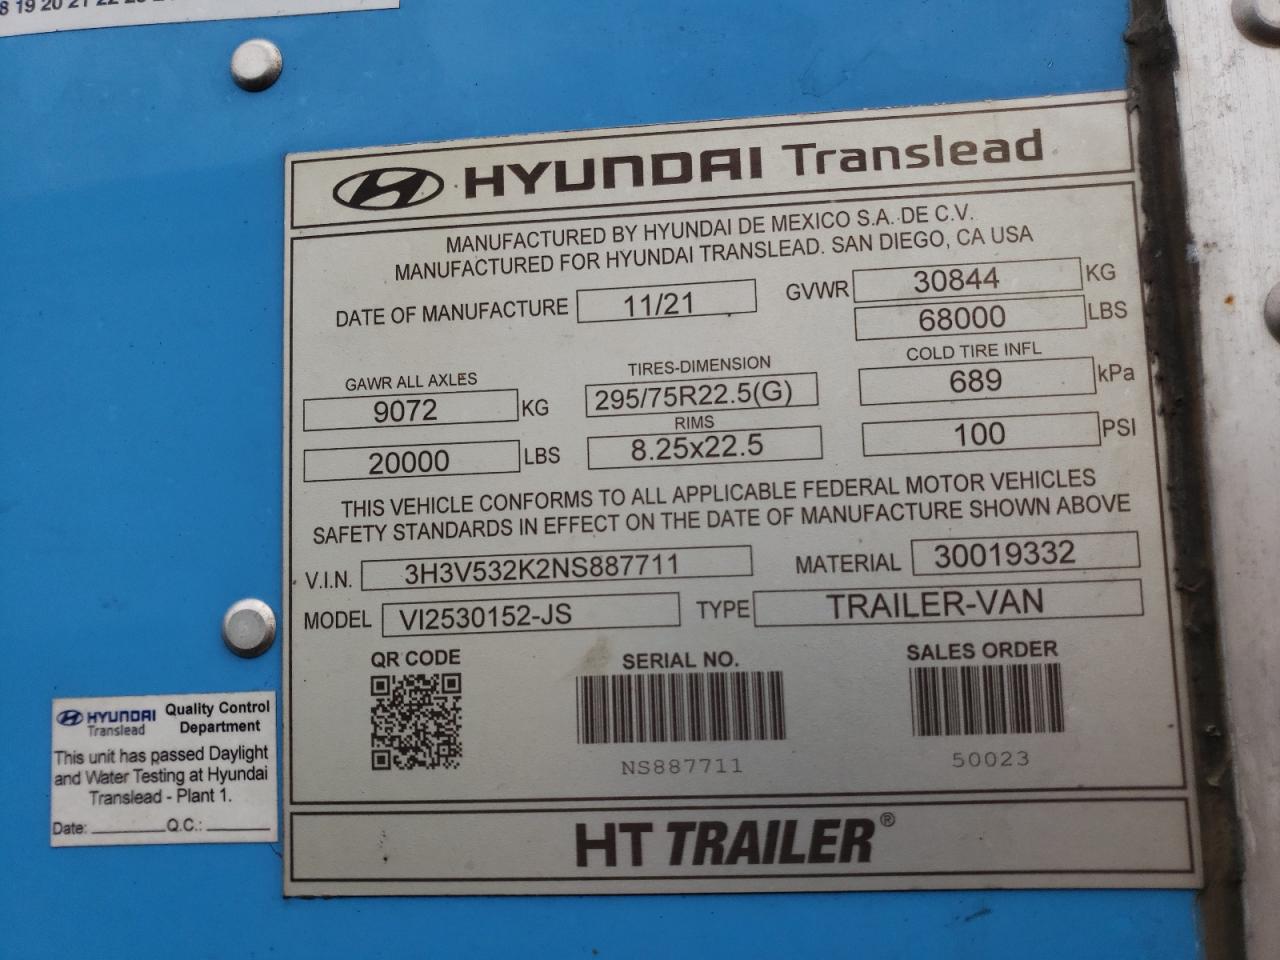 19 20 21 22
HYUNDAI Translead
MANUFACTURED BY HYUNDAI DE MEXICO S.A. DE C.V.
MANUFACTURED FOR HYUNDAI TRANSLEAD. SAN DIEGO, CA USA
DATE OF MANUFACTURE 11/21 GVWR 30844 KG
68000 LBS
GAWR ALL AXLES TIRES-DIMENSION COLD TIRE INFL
9072 KG 295/75R22.5(G) 689 kPa
RIMS
20000 LBS 8.25x22.5 100 PSI
THIS VEHICLE CONFORMS TO ALL APPLICABLE FEDERAL MOTOR VEHICLES
SAFETY STANDARDS IN EFFECT ON THE DATE OF MANUFACTURE SHOWN ABOVE
V.I.N. 3H3V532K2NS887711 MATERIAL 30019332
MODEL VI2530152-JS TYPE TRAILER-VAN
QR CODE SERIAL NO. SALES ORDER
NS887711 50023
HT TRAILER®
HYUNDAI Translead Quality Control Department
This unit has passed Daylight
and Water Testing at Hyundai
Translead - Plant 1.
Date: Q.C.: